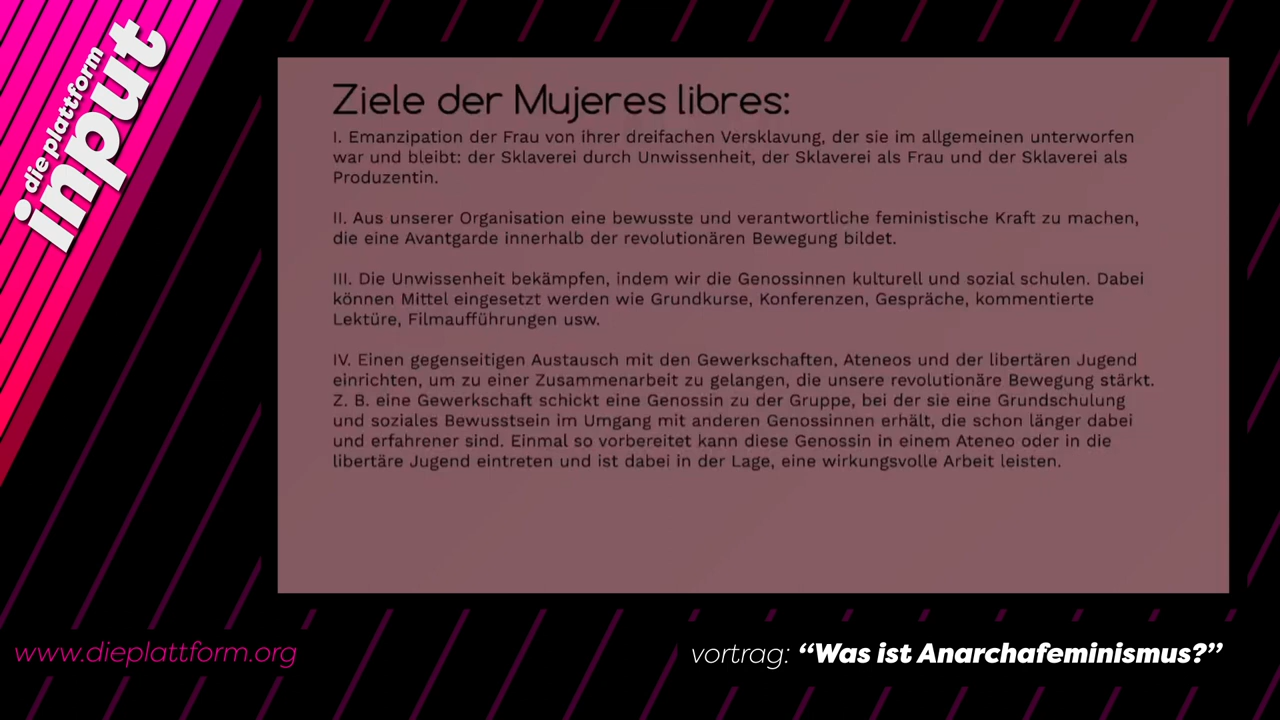 die plattform
input
Ziele der Mujeres libres:
I. Emanzipation der Frau von ihrer dreifachen Versklavung, der sie im allgemeinen unterworfen
war und bleibt: der Sklaverei durch Unwissenheit, der Sklaverei als Frau und der Sklaverei als
Produzentin.
II. Aus unserer Organisation eine bewusste und verantwortliche feministische Kraft zu machen,
die eine Avantgarde innerhalb der revolutionären Bewegung bildet.
III. Die Unwissenheit bekämpfen, indem wir die Genossinnen kulturell und sozial schulen. Dabei
können Mittel eingesetzt werden wie Grundkurse, Konferenzen, Gespräche, kommentierte
Lektüre, Filmaufführungen usw.
IV. Einen gegenseitigen Austausch mit den Gewerkschaften, Ateneos und der libertären Jugend
einrichten, um zu einer Zusammenarbeit zu gelangen, die unsere revolutionäre Bewegung stärkt.
Z. B. eine Gewerkschaft schickt eine Genossin zu der Gruppe, bei der sie eine Grundschulung
und soziales Bewusstsein im Umgang mit anderen Genossinnen erhält, die schon länger dabei
und erfahrener sind. Einmal so vorbereitet kann diese Genossin in einem Ateneo oder in die
libertäre Jugend eintreten und ist dabei in der Lage, eine wirkungsvolle Arbeit leisten.
www.dieplattform.org
vortrag: “Was ist Anarchafeminismus?”